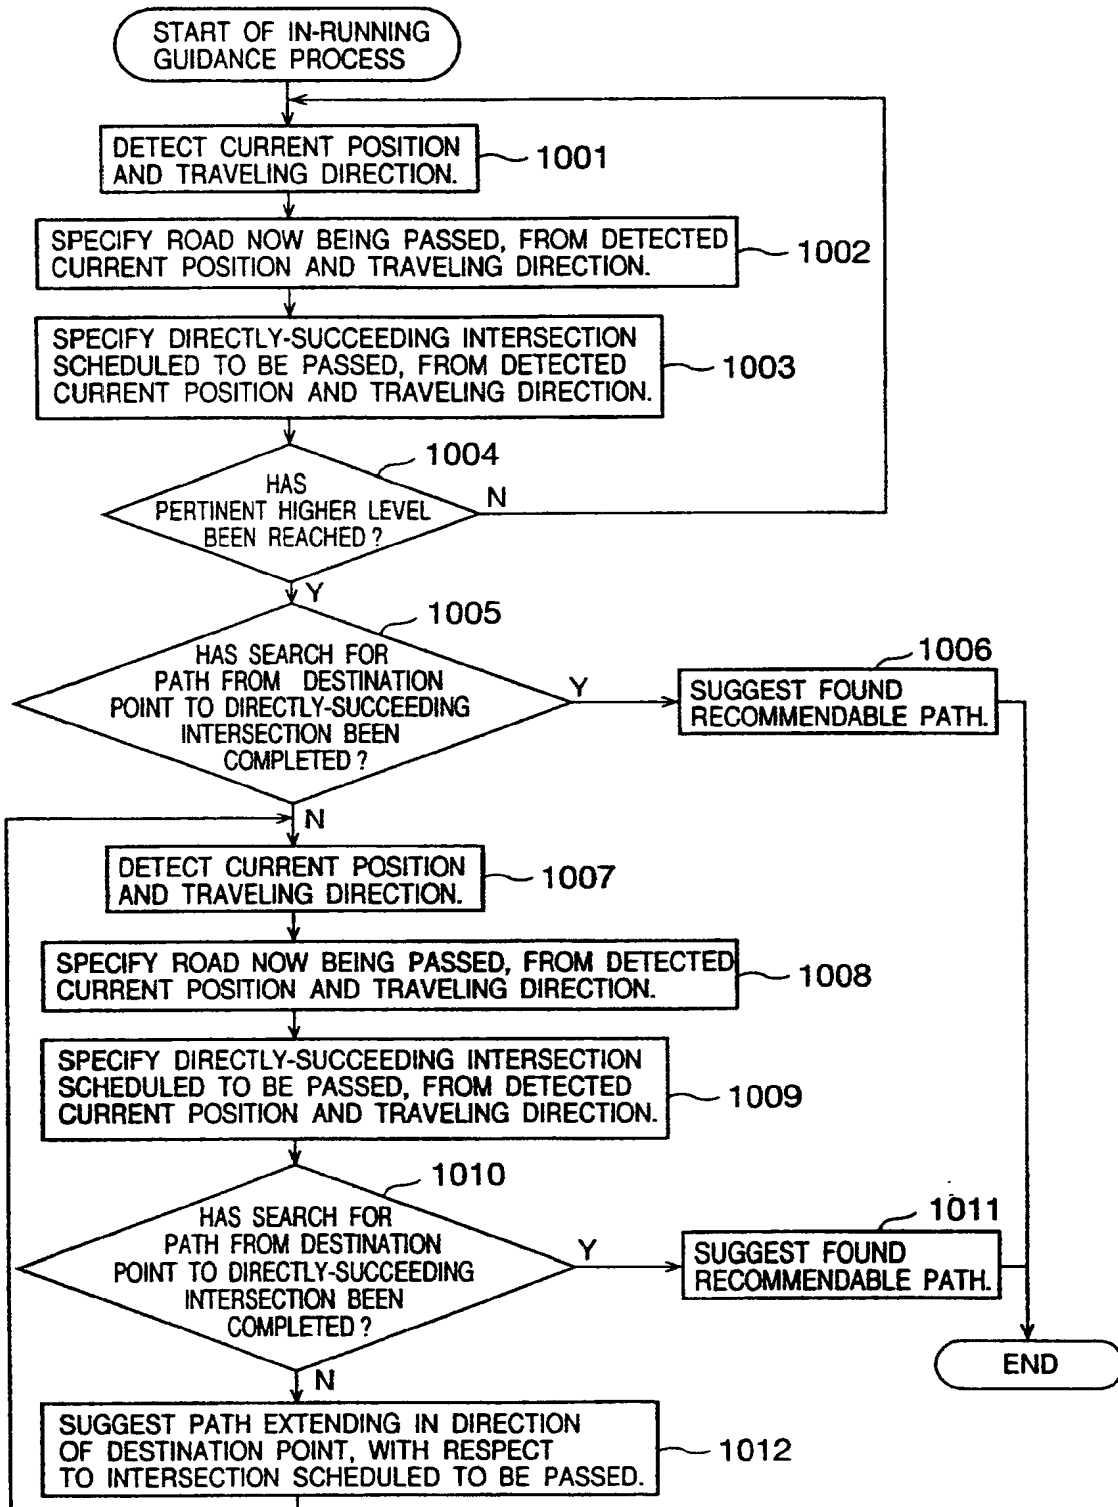 START OF IN-RUNNING
GUIDANCE PROCESS
DETECT CURRENT POSITION
AND TRAVELING DIRECTION.
1001
SPECIFY ROAD NOW BEING PASSED, FROM DETECTED
CURRENT POSITION AND TRAVELING DIRECTION.
1002
SPECIFY DIRECTLY-SUCCEEDING INTERSECTION
SCHEDULED TO BE PASSED, FROM DETECTED
CURRENT POSITION AND TRAVELING DIRECTION.
1003
1004
HAS
PERTINENT HIGHER LEVEL
BEEN REACHED ?
N
Y
1005
HAS SEARCH FOR
PATH FROM DESTINATION
POINT TO DIRECTLY-SUCCEEDING
INTERSECTION BEEN
COMPLETED ?
Y
1006
SUGGEST FOUND
RECOMMENDABLE PATH.
N
DETECT CURRENT POSITION
AND TRAVELING DIRECTION.
1007
SPECIFY ROAD NOW BEING PASSED, FROM DETECTED
CURRENT POSITION AND TRAVELING DIRECTION.
1008
SPECIFY DIRECTLY-SUCCEEDING INTERSECTION
SCHEDULED TO BE PASSED, FROM DETECTED
CURRENT POSITION AND TRAVELING DIRECTION.
1009
1010
HAS SEARCH FOR
PATH FROM DESTINATION
POINT TO DIRECTLY-SUCCEEDING
INTERSECTION BEEN
COMPLETED ?
Y
1011
SUGGEST FOUND
RECOMMENDABLE PATH.
END
N
SUGGEST PATH EXTENDING IN DIRECTION
OF DESTINATION POINT, WITH RESPECT
TO INTERSECTION SCHEDULED TO BE PASSED.
1012